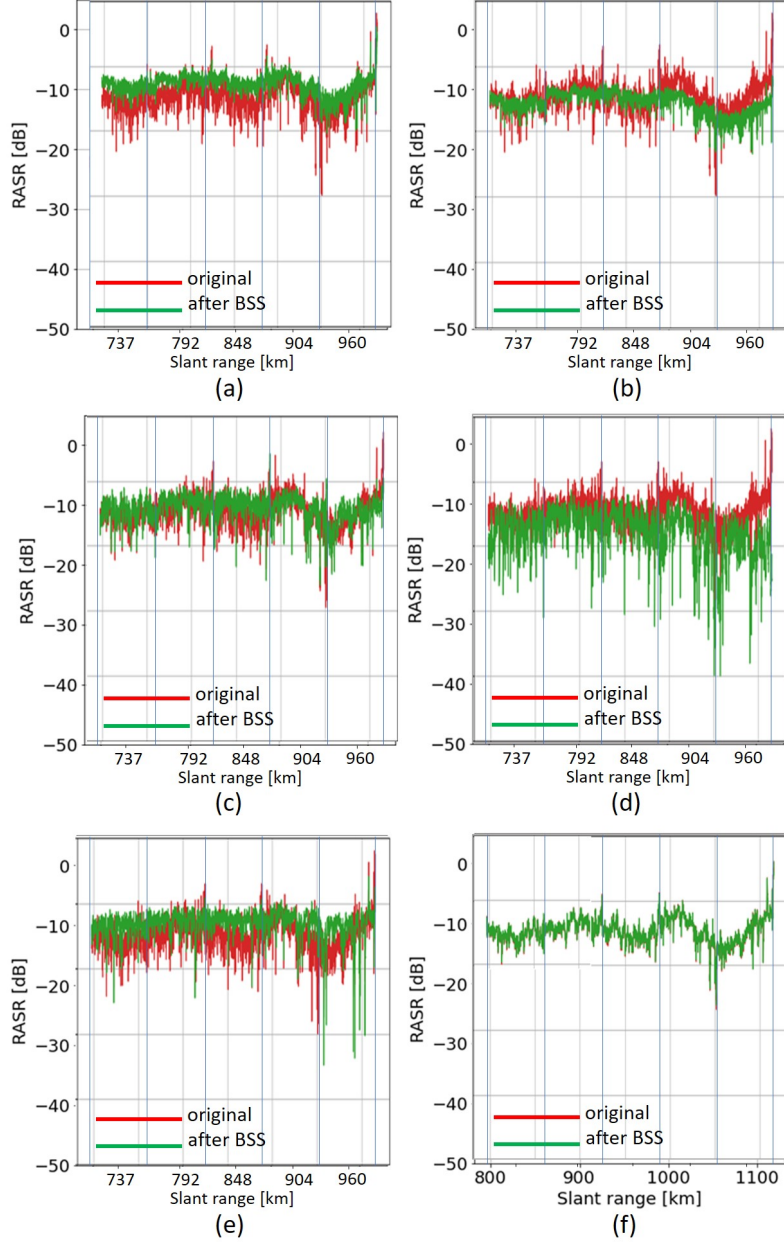 0
−10
−20
−30
−40
−50
RASR [dB]
original
after BSS
737 792 848 904 960
Slant range [km]
(a)
0
−10
−20
−30
−40
−50
RASR [dB]
original
after BSS
737 792 848 904 960
Slant range [km]
(b)
0
−10
−20
−30
−40
−50
RASR [dB]
original
after BSS
737 792 848 904 960
Slant range [km]
(c)
0
−10
−20
−30
−40
−50
RASR [dB]
original
after BSS
737 792 848 904 960
Slant range [km]
(d)
0
−10
−20
−30
−40
−50
RASR [dB]
original
after BSS
737 792 848 904 960
Slant range [km]
(e)
0
−10
−20
−30
−40
−50
RASR [dB]
original
after BSS
800 900 1000 1100
Slant range [km]
(f)